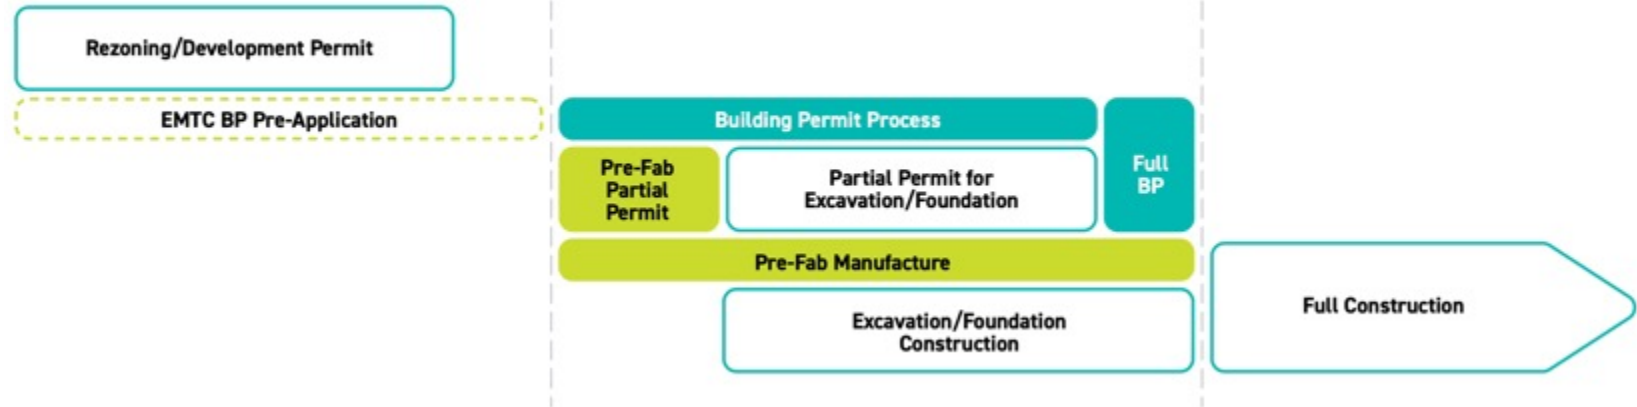 Rezoning/Development Permit
EMTC BP Pre-Application
Building Permit Process
Pre-Fab
Partial
Permit
Partial Permit for
Excavation/Foundation
Full
BP
Pre-Fab Manufacture
Excavation/Foundation
Construction
Full Construction